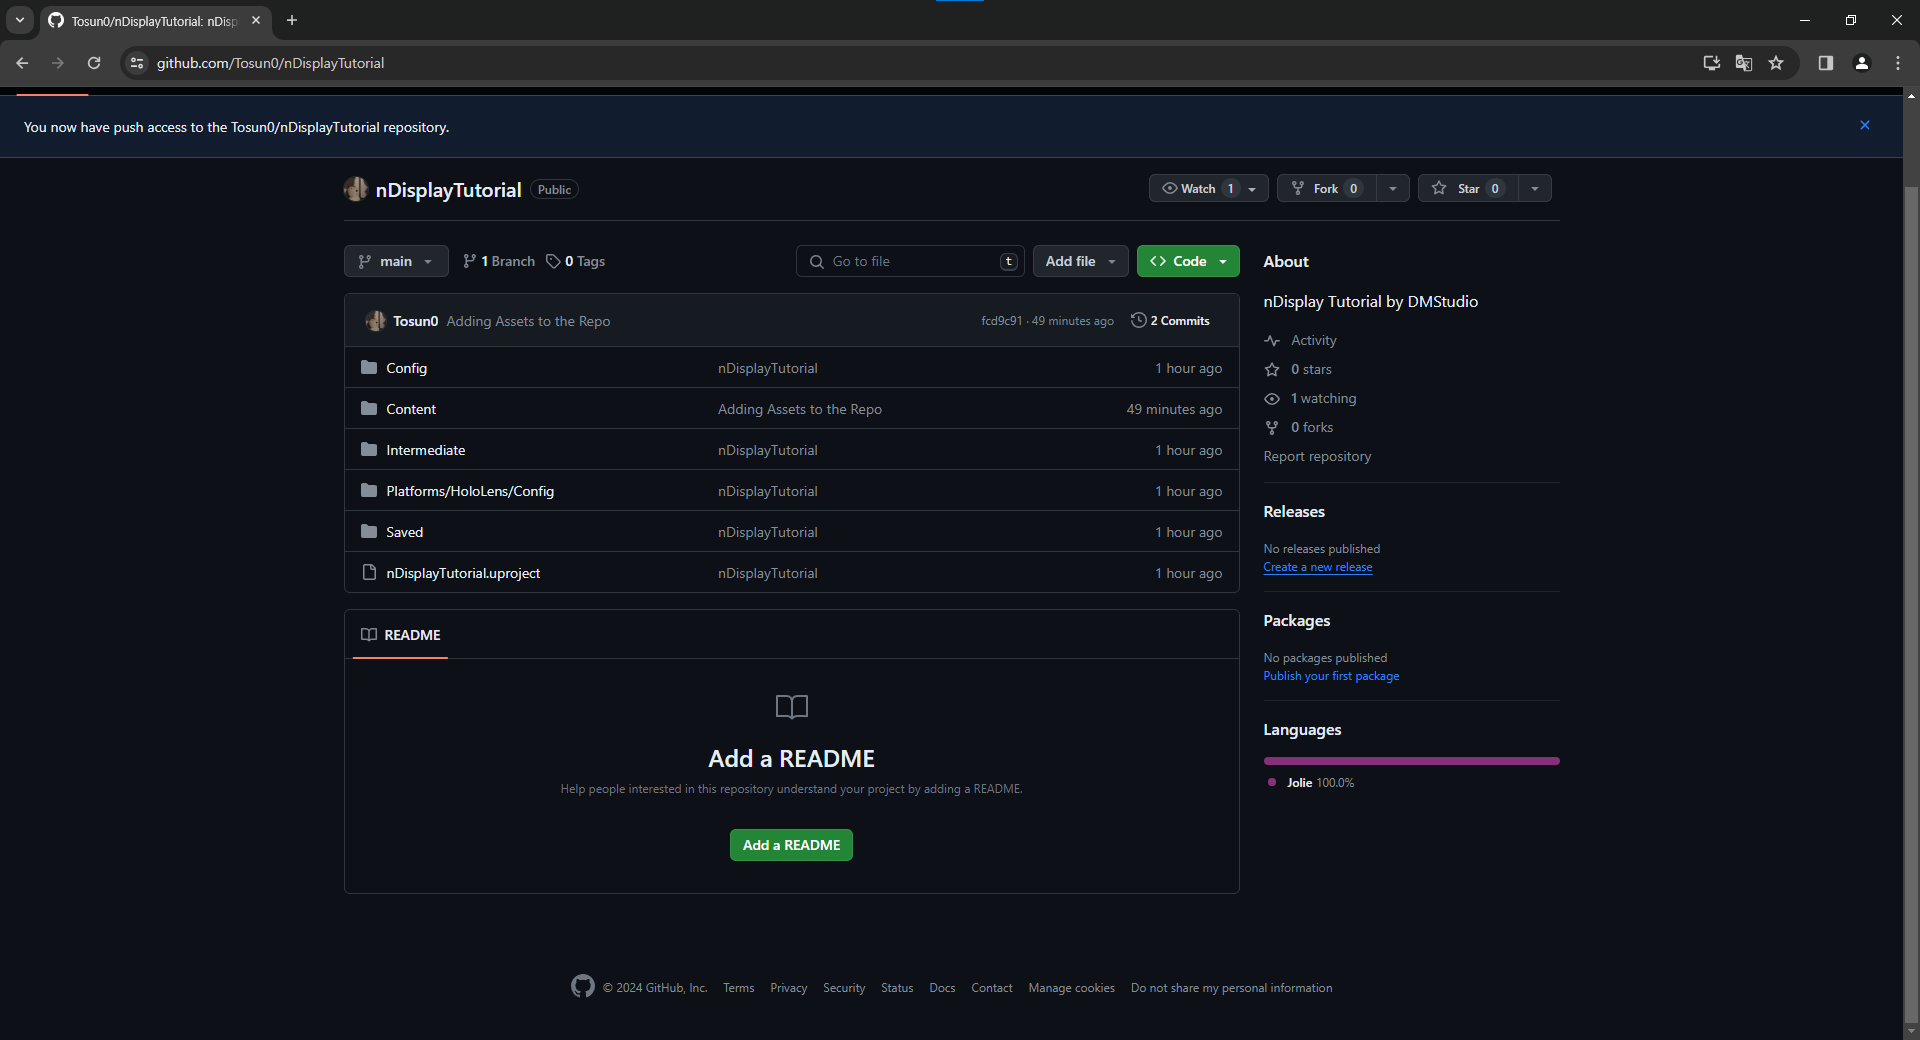 Tosun0/nDisplayTutorial: nDisp
github.com/Tosun0/nDisplayTutorial
You now have push access to the Tosun0/nDisplayTutorial repository.
nDisplayTutorial Public
Watch 1 Fork 0 Star 0
main 1 Branch 0 Tags Go to file t Add file Code
Tosun0 Adding Assets to the Repo fcd9c91 · 49 minutes ago 2 Commits
Config nDisplayTutorial 1 hour ago
Content Adding Assets to the Repo 49 minutes ago
Intermediate nDisplayTutorial 1 hour ago
Platforms/HoloLens/Config nDisplayTutorial 1 hour ago
Saved nDisplayTutorial 1 hour ago
nDisplayTutorial.uproject nDisplayTutorial 1 hour ago
README
Add a README
Help people interested in this repository understand your project by adding a README.
Add a README
About
nDisplay Tutorial by DMStudio
Activity
0 stars
1 watching
0 forks
Report repository
Releases
No releases published
Create a new release
Packages
No packages published
Publish your first package
Languages
Jolie 100.0%
© 2024 GitHub, Inc. Terms Privacy Security Status Docs Contact Manage cookies Do not share my personal information